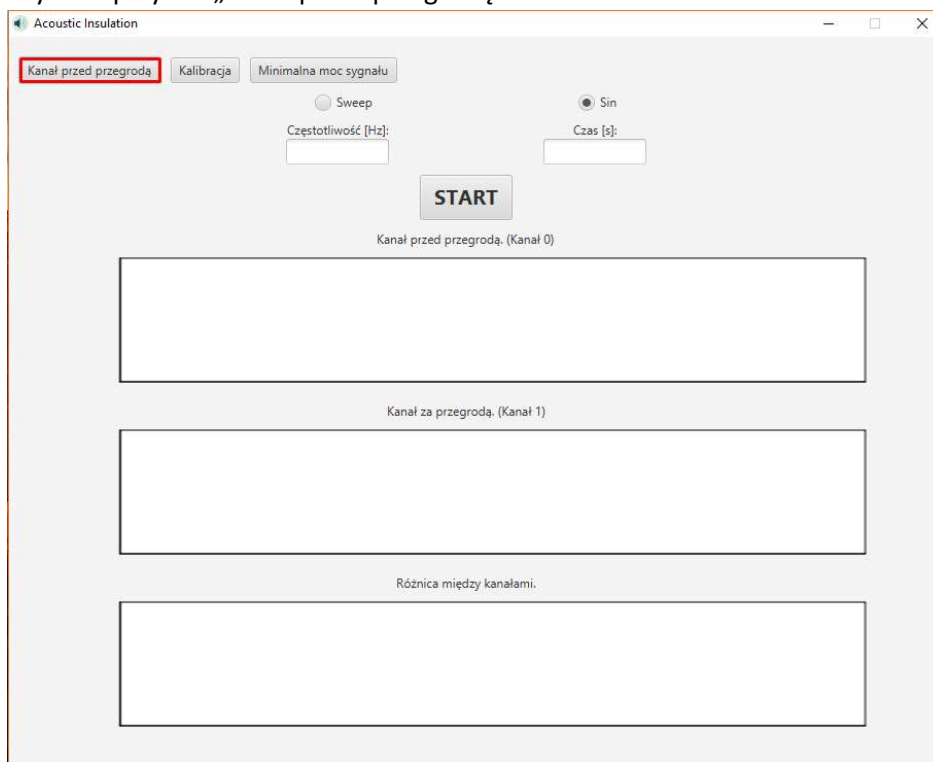 Acoustic Insulation
Kanał przed przegrodą Kalibracja Minimalna moc sygnału
Sweep Sin
Częstotliwość [Hz]: Czas [s]:
START
Kanał przed przegrodą. (Kanał 0)
Kanał za przegrodą. (Kanał 1)
Różnica między kanałami.